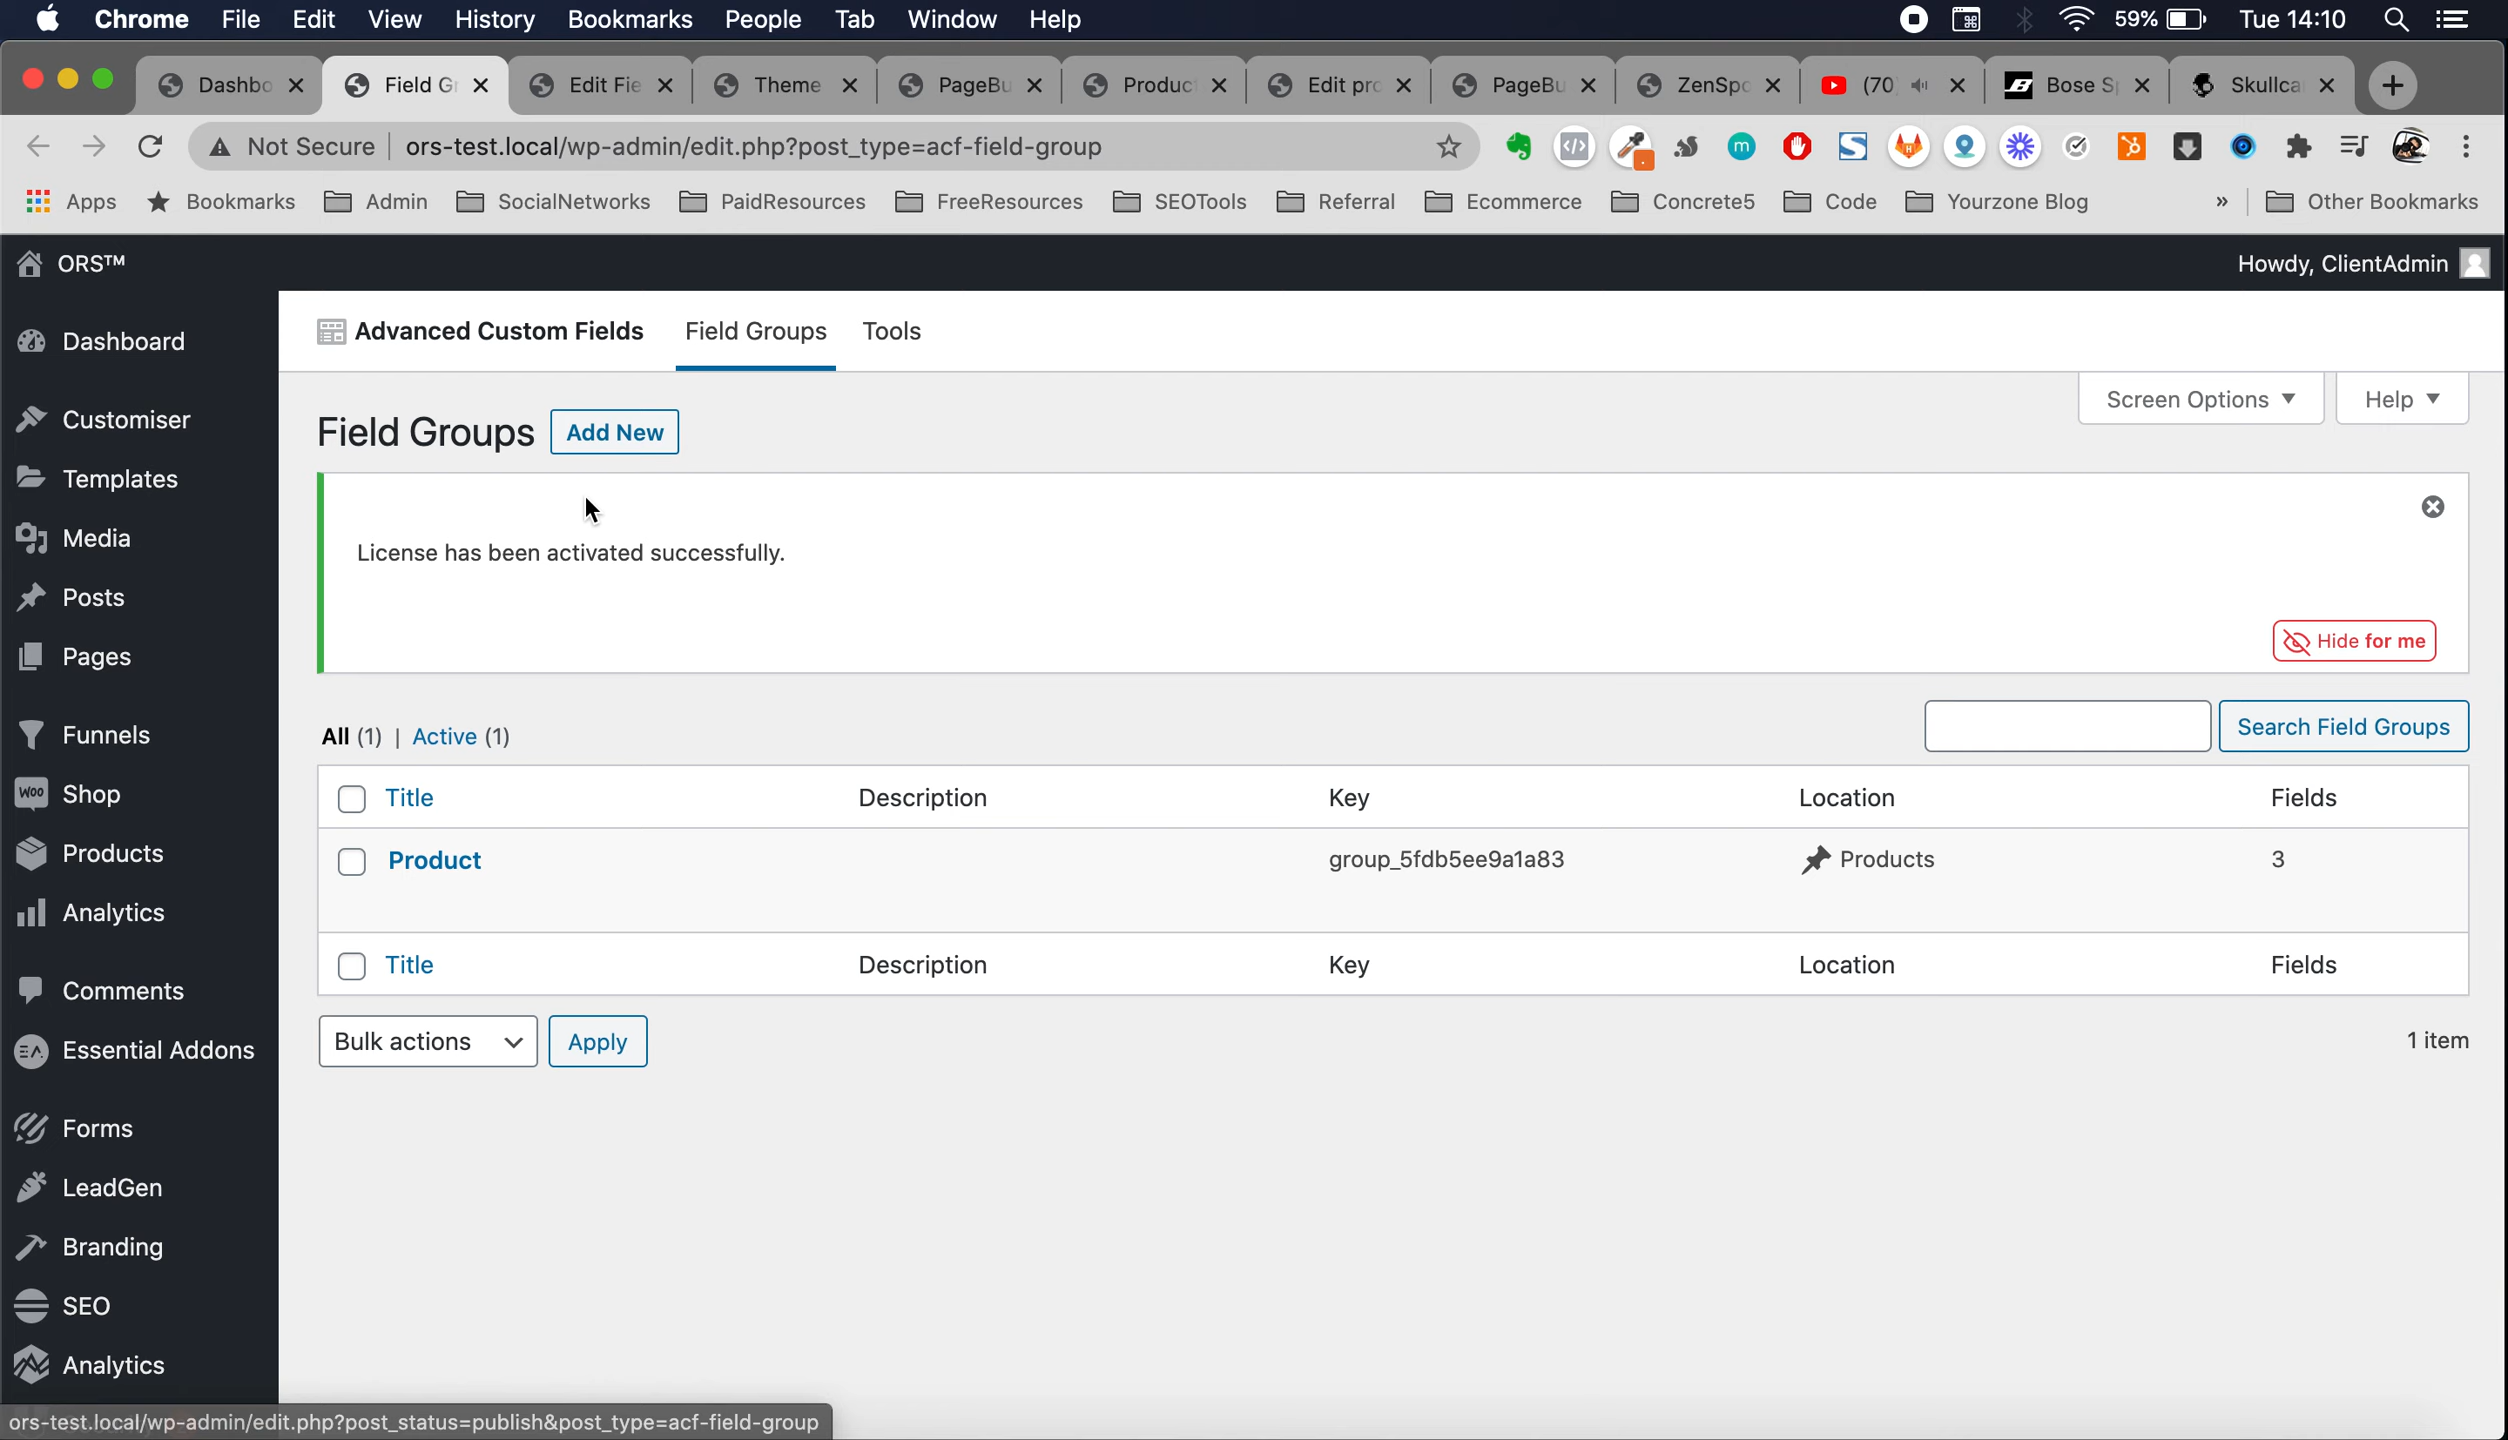 Chrome File Edit View History Bookmarks People Tab Window Help 59% Tue 14:10
Dashbo Field G Edit Fie Theme PageBu Produc Edit pro PageBu ZenSpo (70 Bose S Skullca
Not Secure ors-test.local/wp-admin/edit.php?post_type=acf-field-group
Apps Bookmarks Admin SocialNetworks PaidResources FreeResources SEOTools Referral Ecommerce Concrete5 Code Yourzone Blog » Other Bookmarks
ORS™ Howdy, ClientAdmin
Dashboard
Customiser
Templates
Media
Posts
Pages
Funnels
Woo Shop
Products
Analytics
Comments
Essential Addons
Forms
LeadGen
Branding
SEO
Analytics
Advanced Custom Fields Field Groups Tools
Screen Options Help
Field Groups Add New
License has been activated successfully.
Hide for me
All (1) | Active (1) Search Field Groups
Title Description Key Location Fields
Product group_5fdb5ee9a1a83 Products 3
Title Description Key Location Fields
Bulk actions Apply 1 item
ors-test.local/wp-admin/edit.php?post_status=publish&post_type=acf-field-group